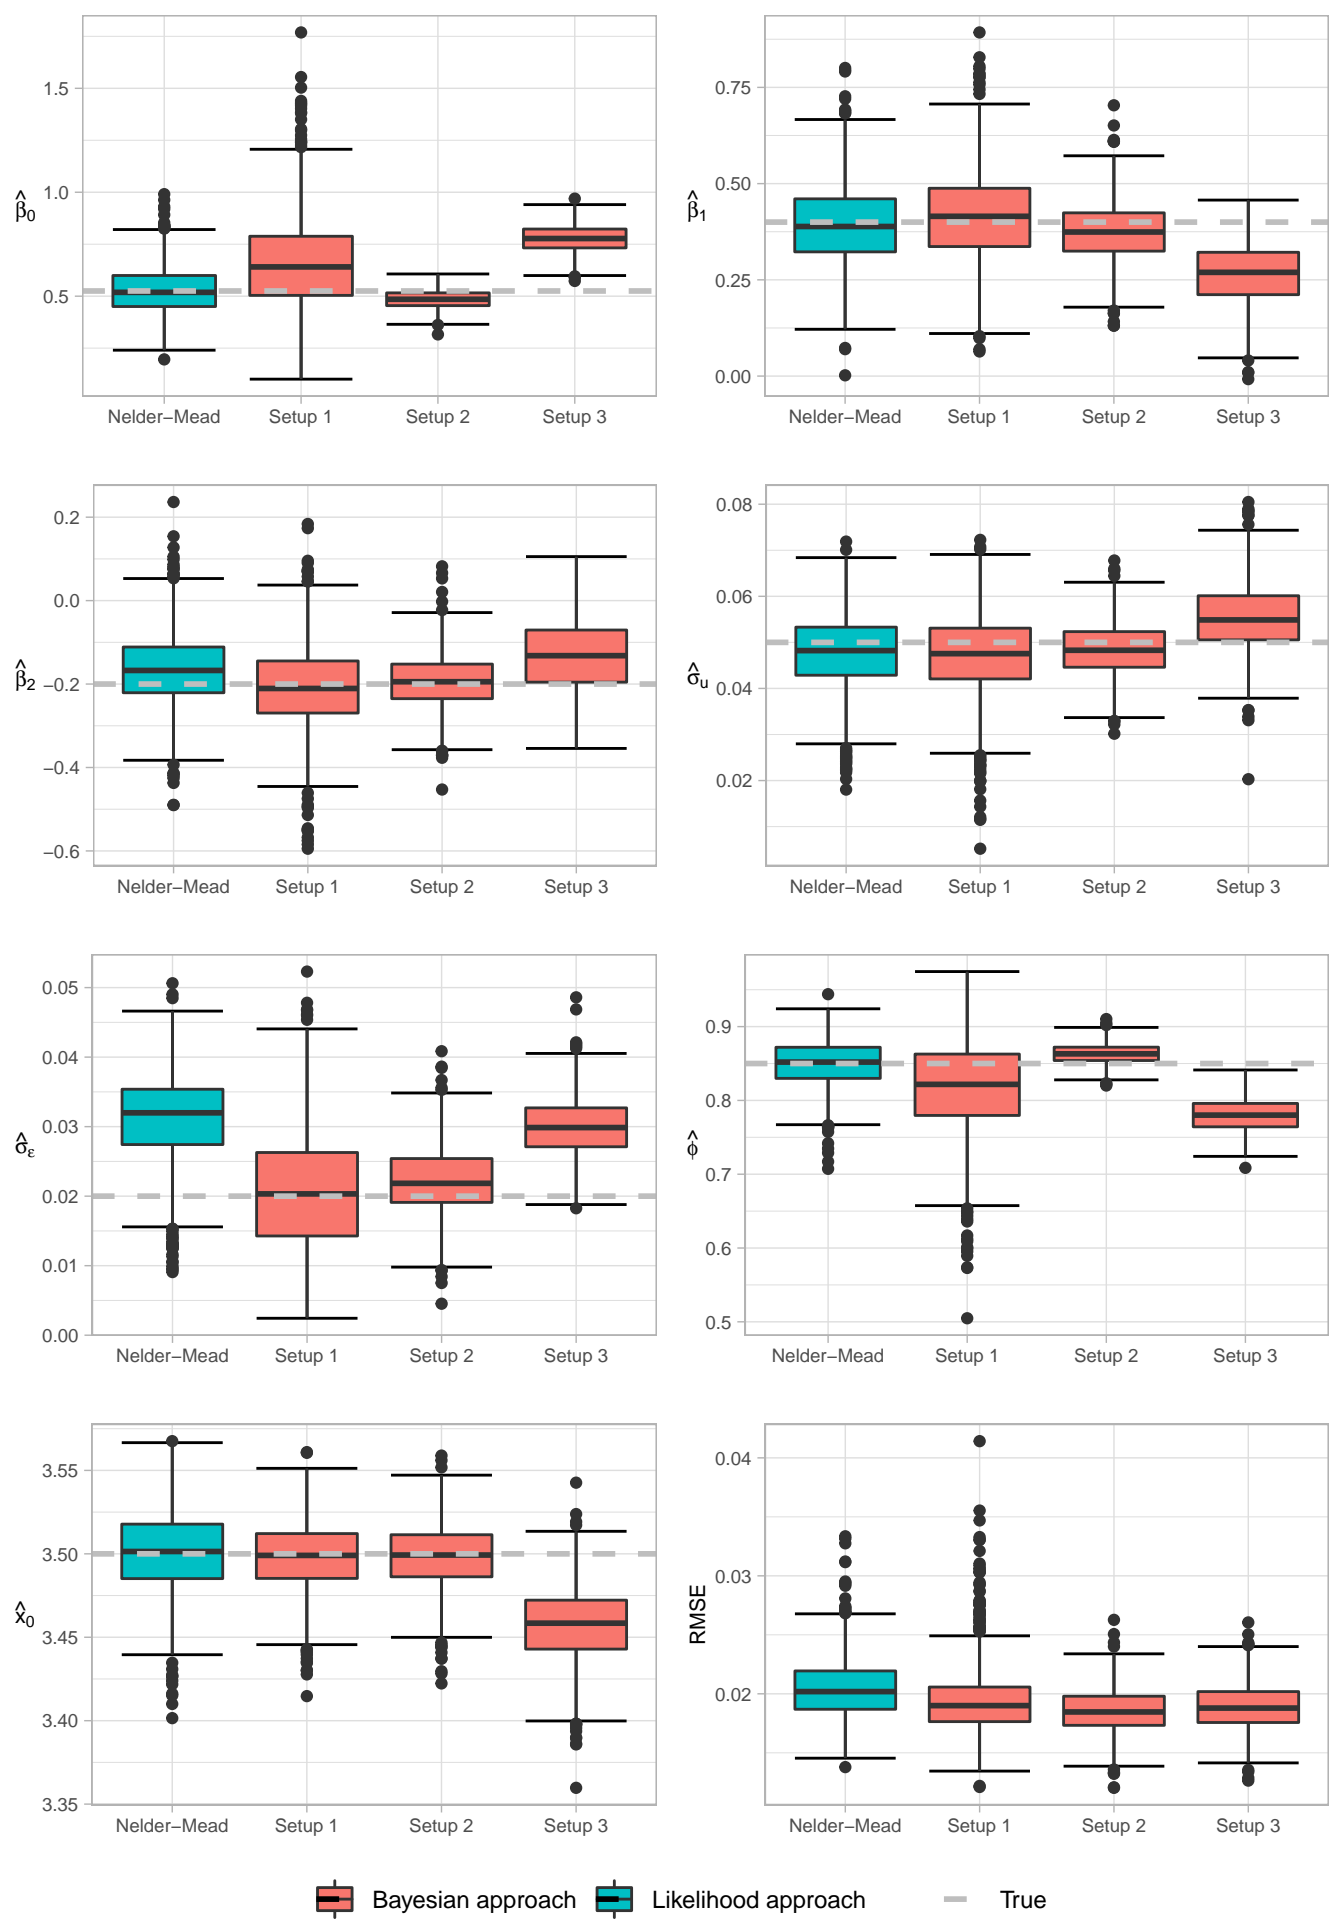 1.5
1.0
0.5
β̂0
Nelder−Mead Setup 1 Setup 2 Setup 3
0.75
0.50
0.25
0.00
β̂1
Nelder−Mead Setup 1 Setup 2 Setup 3
0.2
0.0
−0.2
−0.4
−0.6
β̂2
Nelder−Mead Setup 1 Setup 2 Setup 3
0.08
0.06
0.04
0.02
σ̂u
Nelder−Mead Setup 1 Setup 2 Setup 3
0.05
0.04
0.03
0.02
0.01
0.00
σ̂ε
Nelder−Mead Setup 1 Setup 2 Setup 3
0.9
0.8
0.7
0.6
0.5
ϕ̂
Nelder−Mead Setup 1 Setup 2 Setup 3
3.55
3.50
3.45
3.40
3.35
x̂0
Nelder−Mead Setup 1 Setup 2 Setup 3
0.04
0.03
0.02
RMSE
Nelder−Mead Setup 1 Setup 2 Setup 3
Bayesian approach Likelihood approach True